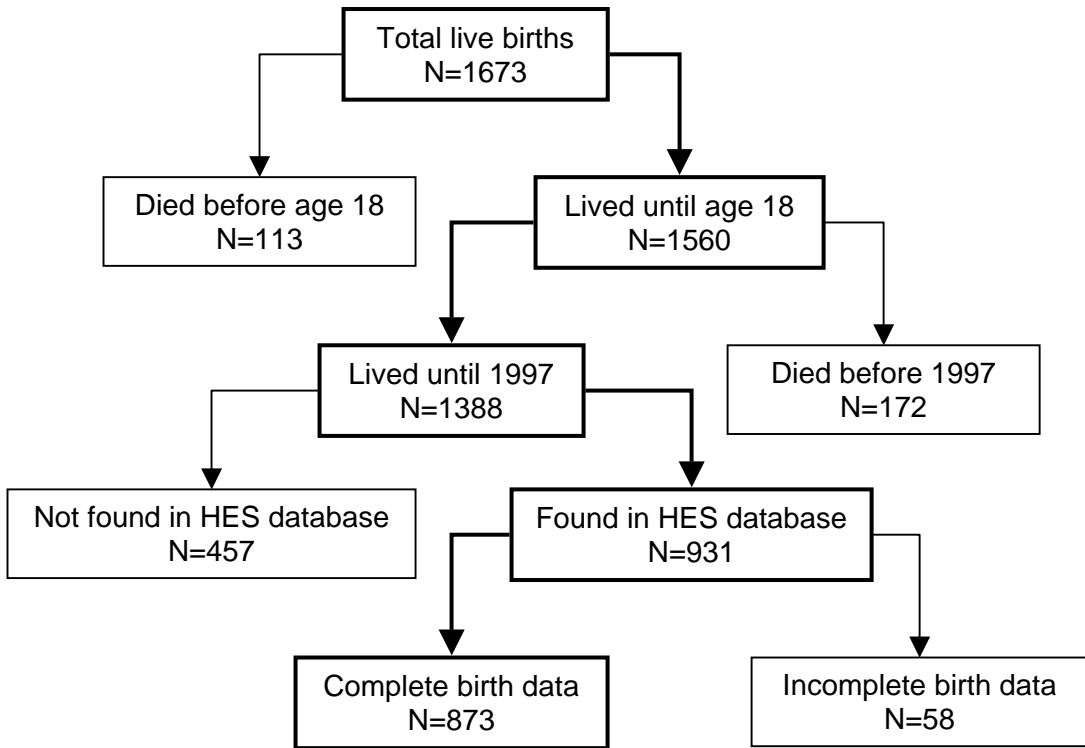 Total live births
N=1673
Died before age 18
N=113
Lived until age 18
N=1560
Lived until 1997
N=1388
Died before 1997
N=172
Not found in HES database
N=457
Found in HES database
N=931
Complete birth data
N=873
Incomplete birth data
N=58